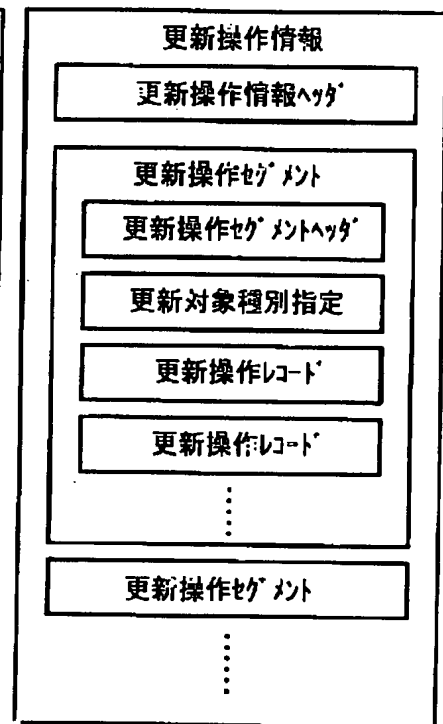 更新操作情報
更新操作情報ﾍｯﾀﾞ
更新操作ｾｸﾞﾒﾝﾄ
更新操作ｾｸﾞﾒﾝﾄﾍｯﾀﾞ
更新対象種別指定
更新操作ﾚｺｰﾄﾞ
更新操作ﾚｺｰﾄﾞ
更新操作ｾｸﾞﾒﾝﾄ